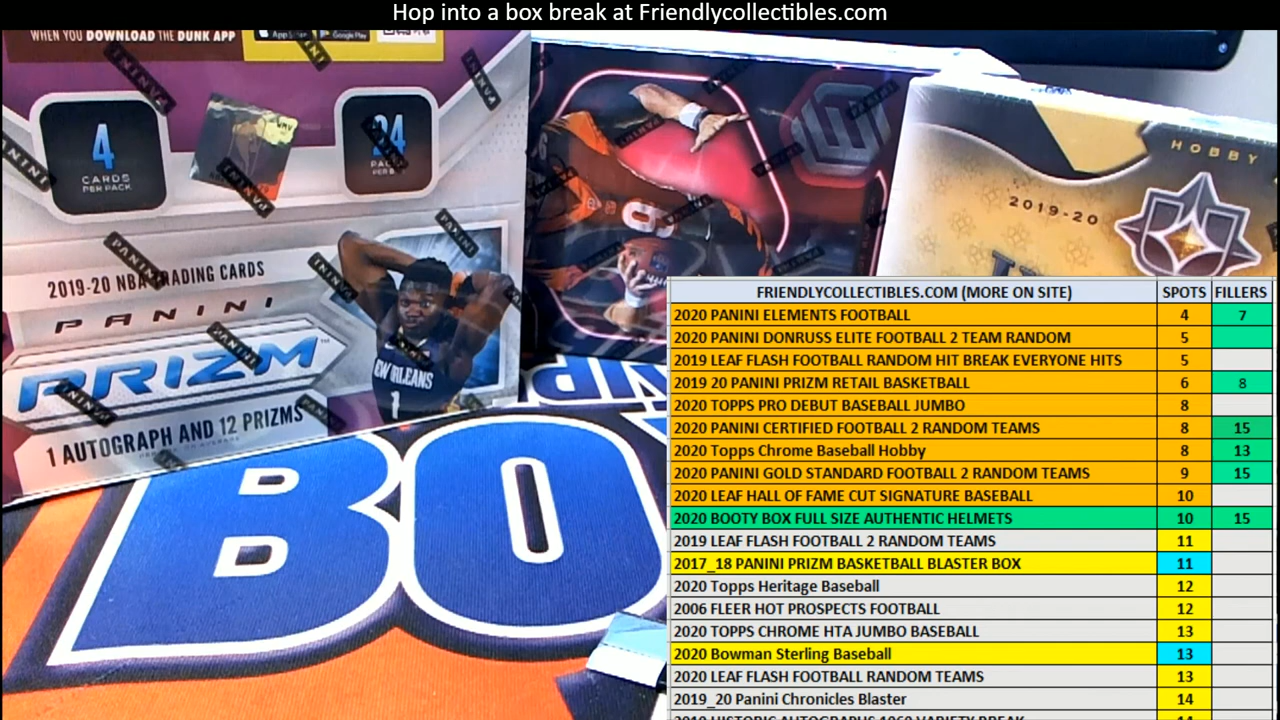 Hop into a box break at Friendlycollectibles.com
WHEN YOU DOWNLOAD THE DUNK APP
Google Play
4
CARDS
PER PACK
24
2019-20 NBA TRADING CARDS
PANINI
PRIZM
1 AUTOGRAPH AND 12 PRIZMS
NEW ORLEANS
1
PANINI
HOBBY
2019-20
BO
FRIENDLYCOLLECTIBLES.COM (MORE ON SITE) SPOTS FILLERS
2020 PANINI ELEMENTS FOOTBALL 4 7
2020 PANINI DONRUSS ELITE FOOTBALL 2 TEAM RANDOM 5
2019 LEAF FLASH FOOTBALL RANDOM HIT BREAK EVERYONE HITS 5
2019 20 PANINI PRIZM RETAIL BASKETBALL 6 8
2020 TOPPS PRO DEBUT BASEBALL JUMBO 8
2020 PANINI CERTIFIED FOOTBALL 2 RANDOM TEAMS 8 15
2020 Topps Chrome Baseball Hobby 8 13
2020 PANINI GOLD STANDARD FOOTBALL 2 RANDOM TEAMS 9 15
2020 LEAF HALL OF FAME CUT SIGNATURE BASEBALL 10
2020 BOOTY BOX FULL SIZE AUTHENTIC HELMETS 10 15
2019 LEAF FLASH FOOTBALL 2 RANDOM TEAMS 11
2017_18 PANINI PRIZM BASKETBALL BLASTER BOX 11
2020 Topps Heritage Baseball 12
2006 FLEER HOT PROSPECTS FOOTBALL 12
2020 TOPPS CHROME HTA JUMBO BASEBALL 13
2020 Bowman Sterling Baseball 13
2020 LEAF FLASH FOOTBALL RANDOM TEAMS 13
2019_20 Panini Chronicles Blaster 14